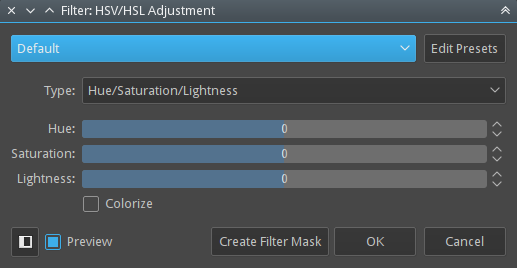 Filter: HSV/HSL Adjustment
Default
Edit Presets
Type: Hue/Saturation/Lightness
Hue: 0
Saturation: 0
Lightness: 0
Colorize
Preview Create Filter Mask OK Cancel